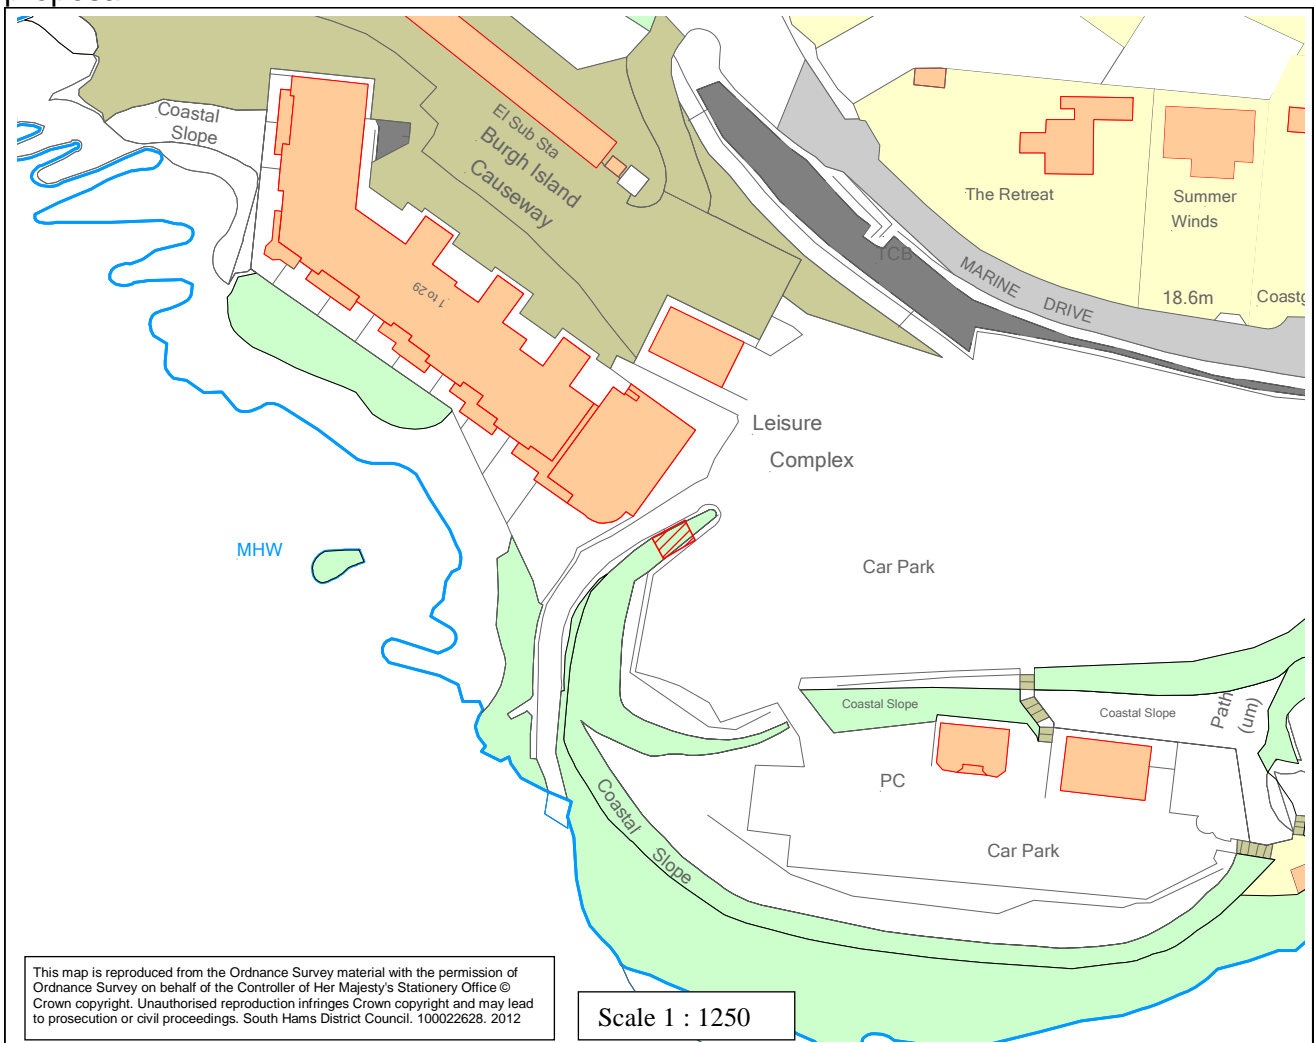 proposal
Coastal
Slope
El Sub Sta
Burgh Island
Causeway
The Retreat
Summer
Winds
TCB
MARINE DRIVE
18.6m
1 to 29
Leisure
Complex
MHW
Car Park
Coastal Slope
Coastal Slope
Path
(um)
PC
Coastal Slope
Car Park
This map is reproduced from the Ordnance Survey material with the permission of
Ordnance Survey on behalf of the Controller of Her Majesty's Stationery Office ©
Crown copyright. Unauthorised reproduction infringes Crown copyright and may lead
to prosecution or civil proceedings. South Hams District Council. 100022628. 2012
Scale 1 : 1250